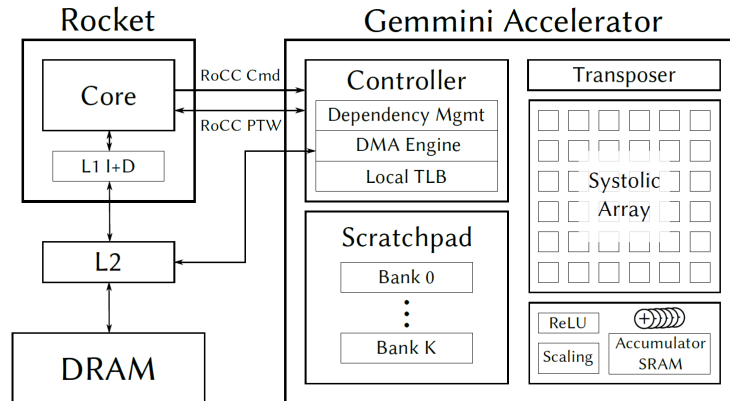 Rocket
Gemmini Accelerator
Core
L1 I+D
L2
DRAM
RoCC Cmd
RoCC PTW
Controller
Dependency Mgmt
DMA Engine
Local TLB
Scratchpad
Bank 0
Bank K
Transposer
Systolic
Array
ReLU
Scaling
Accumulator
SRAM